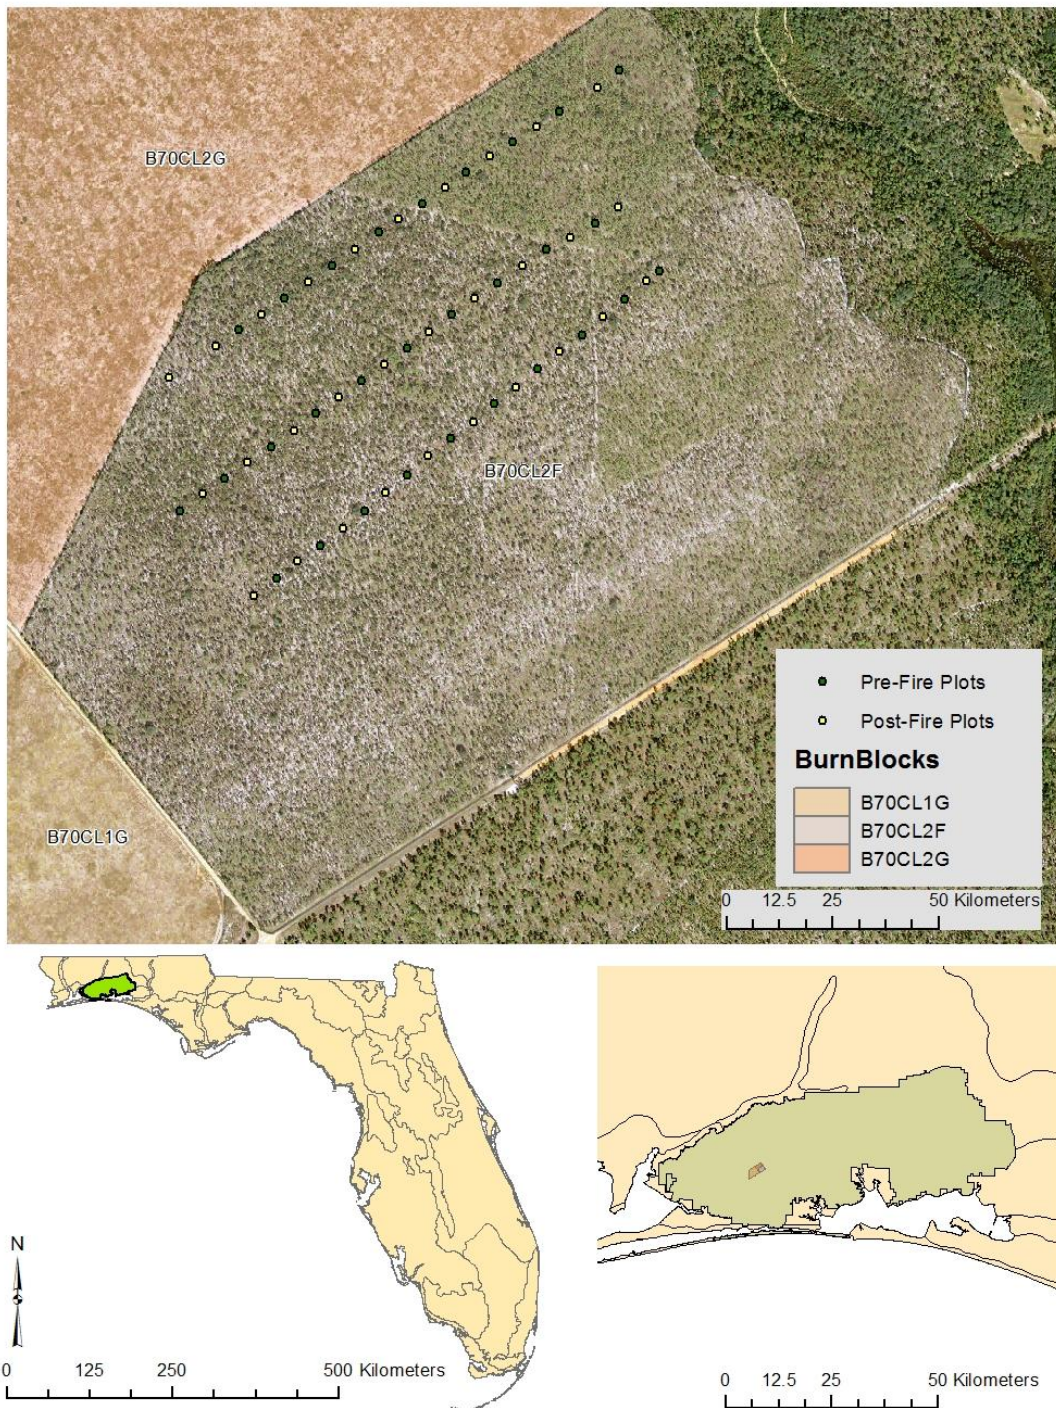 B70CL2G
B70CL2F
B70CL1G
Pre-Fire Plots
Post-Fire Plots
BurnBlocks
B70CL1G
B70CL2F
B70CL2G
0 12.5 25 50 Kilometers
N
0 125 250 500 Kilometers
0 12.5 25 50 Kilometers